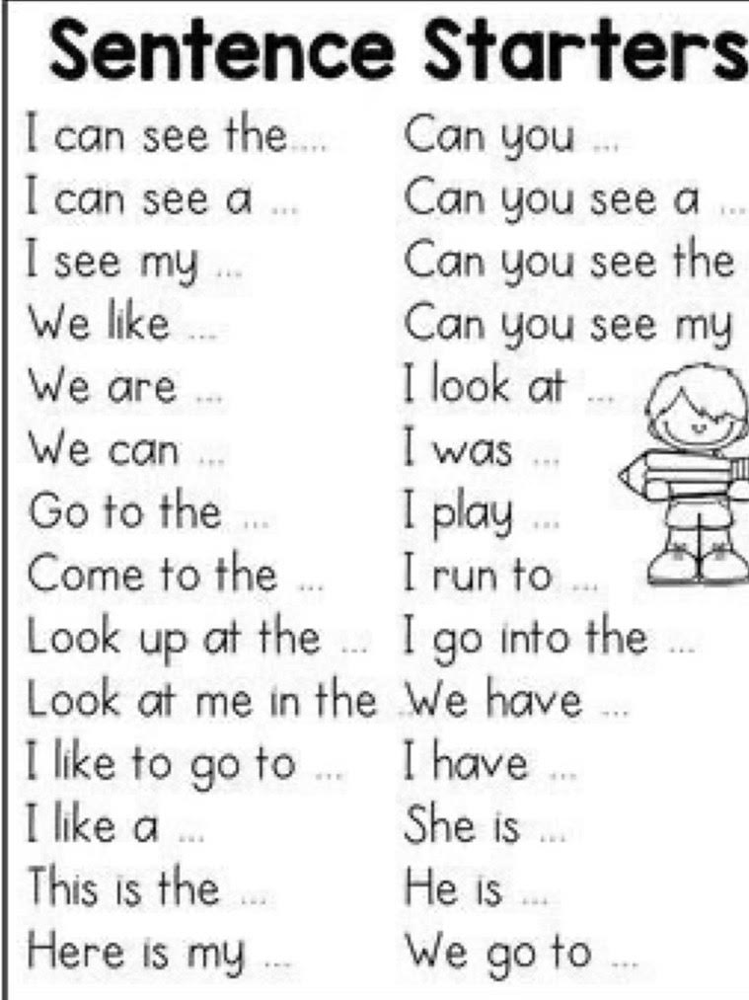 Sentence Starters
I can see the....
I can see a ...
I see my ...
We like ...
We are ...
We can ...
Go to the ...
Come to the ...
Look up at the ...
Look at me in the .
I like to go to ...
I like a ...
This is the ...
Here is my ...
Can you ...
Can you see a ...
Can you see the
Can you see my
I look at ...
I was ...
I play ...
I run to ...
I go into the ...
We have ...
I have ...
She is ...
He is ...
We go to ...